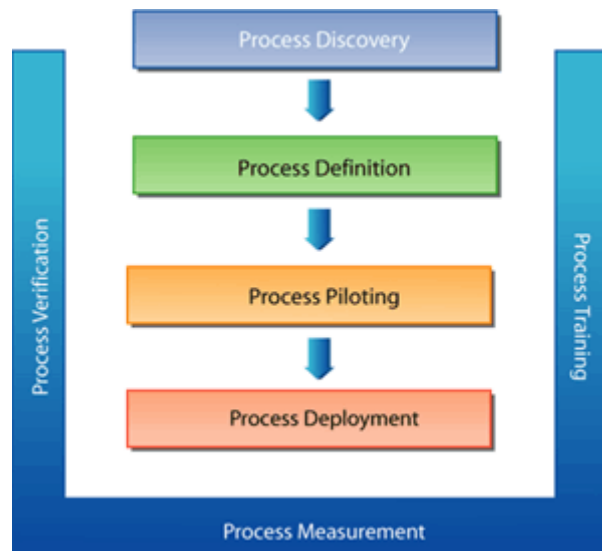 Process Discovery
Process Definition
Process Piloting
Process Deployment
Process Verification
Process Training
Process Measurement